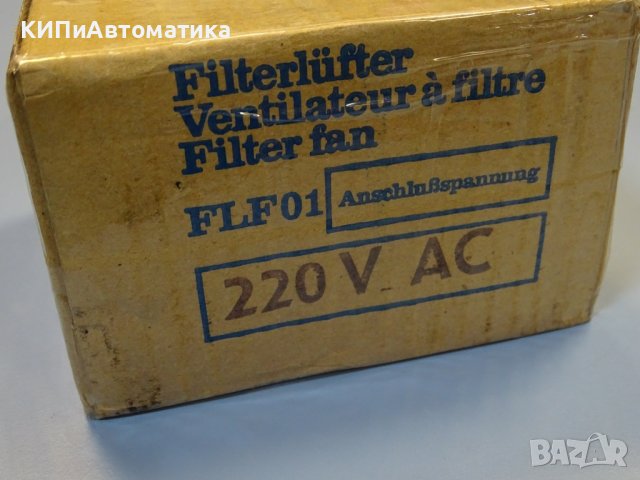 КИПиАвтоматика
Filterlüfter
Ventilateur à filtre
Filter fan
FLF01 Anschlußspannung
220 V AC
BAZAR